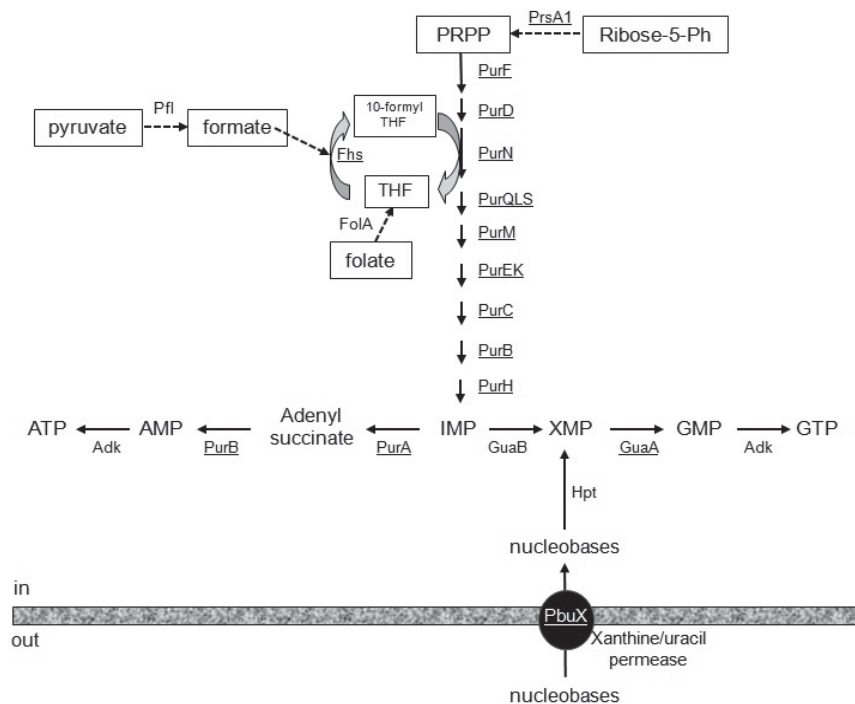 PrsA1
PRPP
Ribose-5-Ph
PurF
Pfl
10-formyl
THF
PurD
pyruvate
formate
Fhs
PurN
THF
PurQLS
FolA
PurM
folate
PurEK
PurC
PurB
PurH
ATP
AMP
Adenyl
succinate
IMP
XMP
GMP
GTP
Adk
PurB
PurA
GuaB
GuaA
Adk
Hpt
nucleobases
in
PbuX
out
Xanthine/uracil
permease
nucleobases